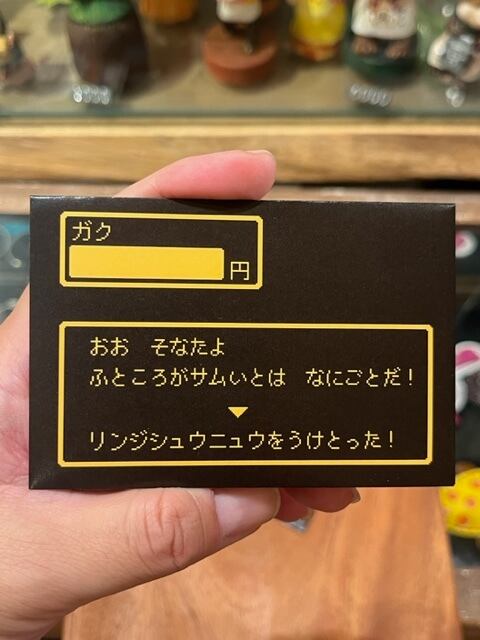 ガク
円
おお　そなたよ
ふところがサムいとは　なにごとだ！
▼
リンジシュウニュウをうけとった！